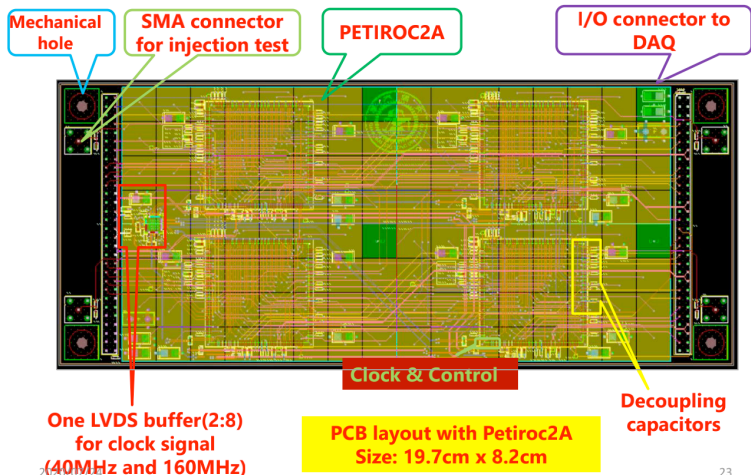 Mechanical
hole
SMA connector
for injection test
PETIROC2A
I/O connector to
DAQ
Clock & Control
One LVDS buffer(2:8)
for clock signal
(40MHz and 160MHz)
PCB layout with Petiroc2A
Size: 19.7cm x 8.2cm
Decoupling
capacitors
23